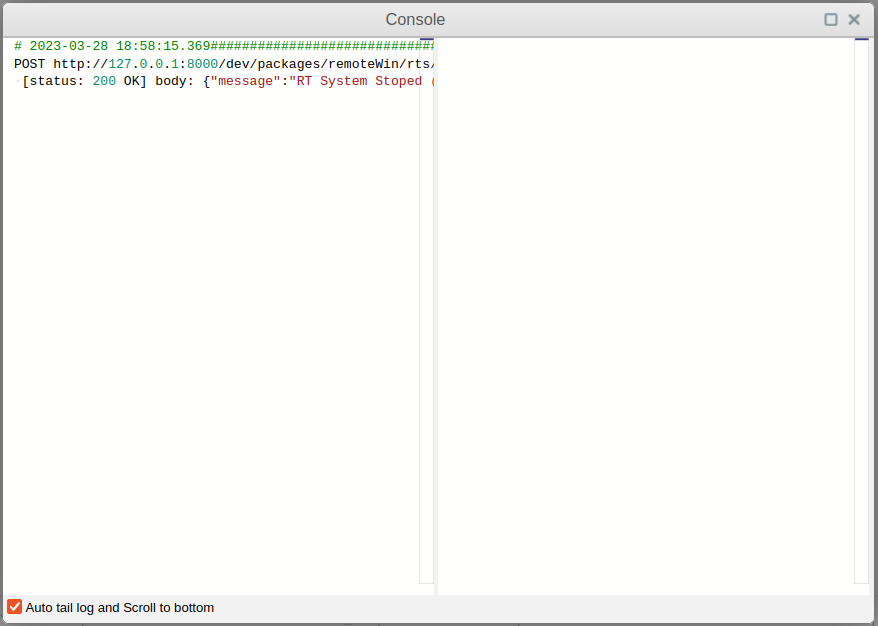 Console
# 2023-03-28 18:58:15.369#############################
POST http://127.0.0.1:8000/dev/packages/remoteWin/rts/
[status: 200 OK] body: {"message":"RT System Stoped (
Auto tail log and Scroll to bottom